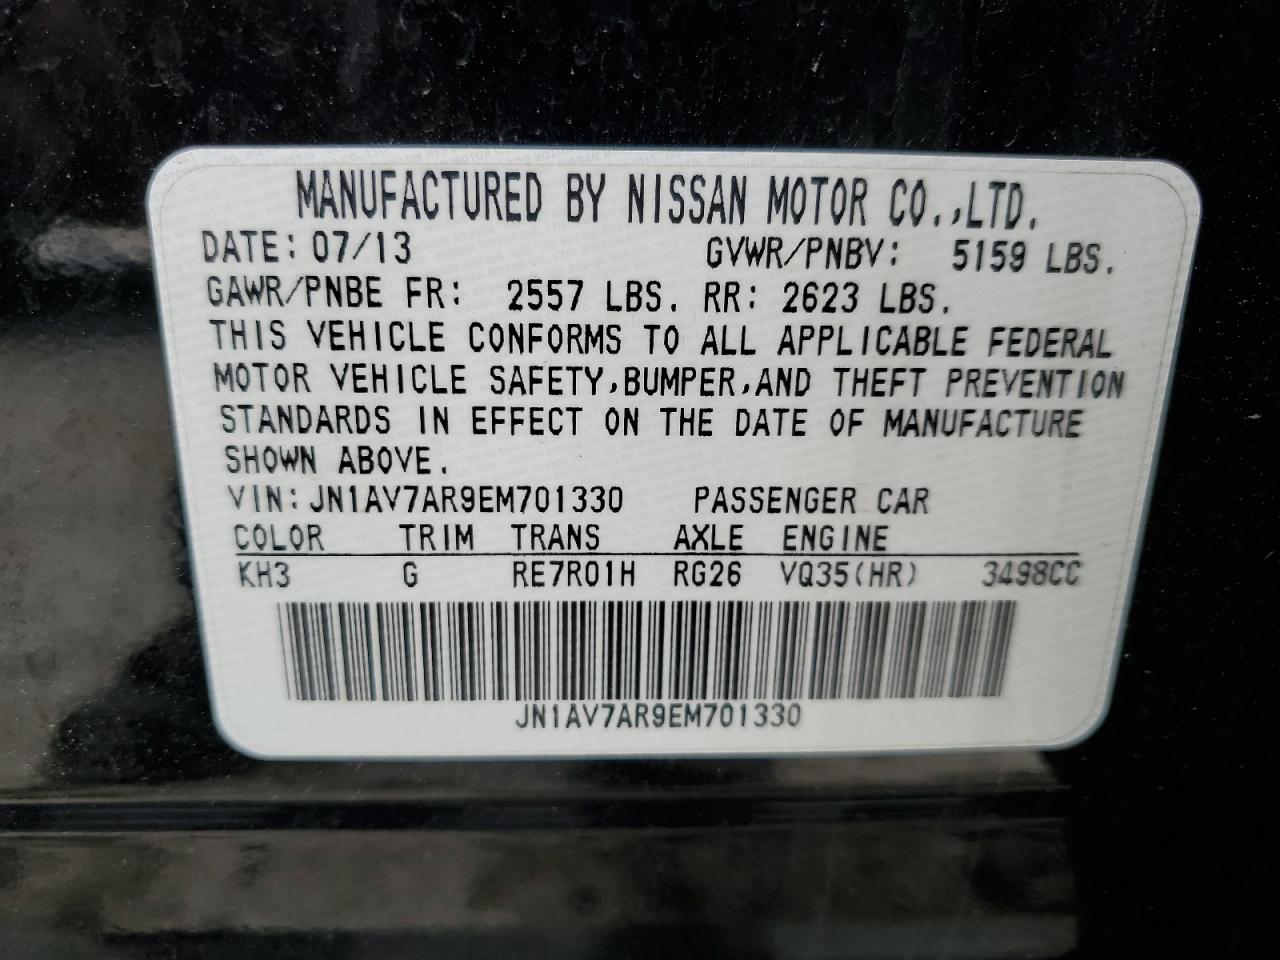 MANUFACTURED BY NISSAN MOTOR CO.,LTD.
DATE: 07/13 GVWR/PNBV: 5159 LBS.
GAWR/PNBE FR: 2557 LBS. RR: 2623 LBS.
THIS VEHICLE CONFORMS TO ALL APPLICABLE FEDERAL
MOTOR VEHICLE SAFETY,BUMPER,AND THEFT PREVENTION
STANDARDS IN EFFECT ON THE DATE OF MANUFACTURE
SHOWN ABOVE.
VIN: JN1AV7AR9EM701330 PASSENGER CAR
COLOR TRIM TRANS AXLE ENGINE
KH3 G RE7R01H RG26 VQ35(HR) 3498CC
JN1AV7AR9EM701330